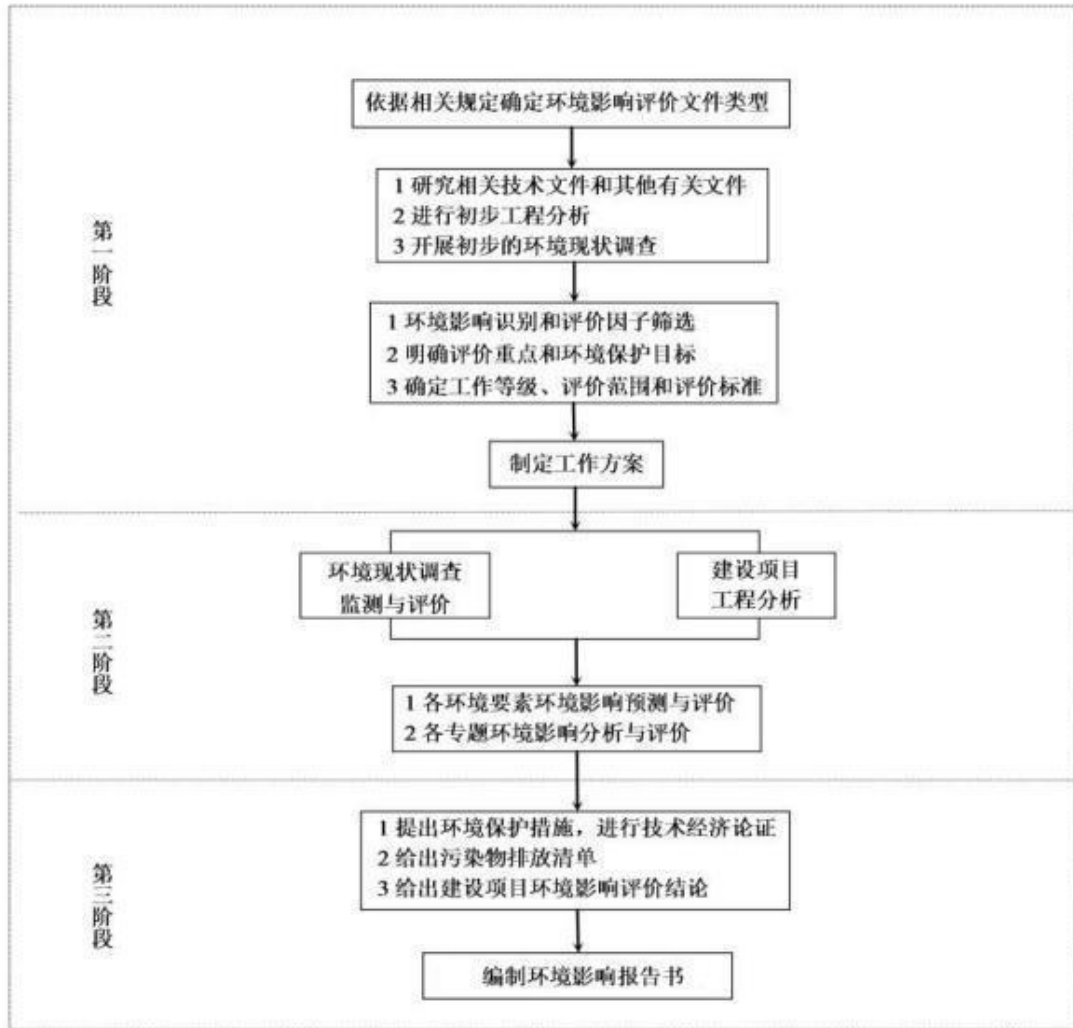 依据相关规定确定环境影响评价文件类型
1 研究相关技术文件和其他有关文件
2 进行初步工程分析
3 开展初步的环境现状调查
第一阶段
1 环境影响识别和评价因子筛选
2 明确评价重点和环境保护目标
3 确定工作等级、评价范围和评价标准
制定工作方案
环境现状调查
监测与评价
建设项目
工程分析
第二阶段
1 各环境要素环境影响预测与评价
2 各专题环境影响分析与评价
1 提出环境保护措施，进行技术经济论证
2 给出污染物排放清单
3 给出建设项目环境影响评价结论
第三阶段
编制环境影响报告书